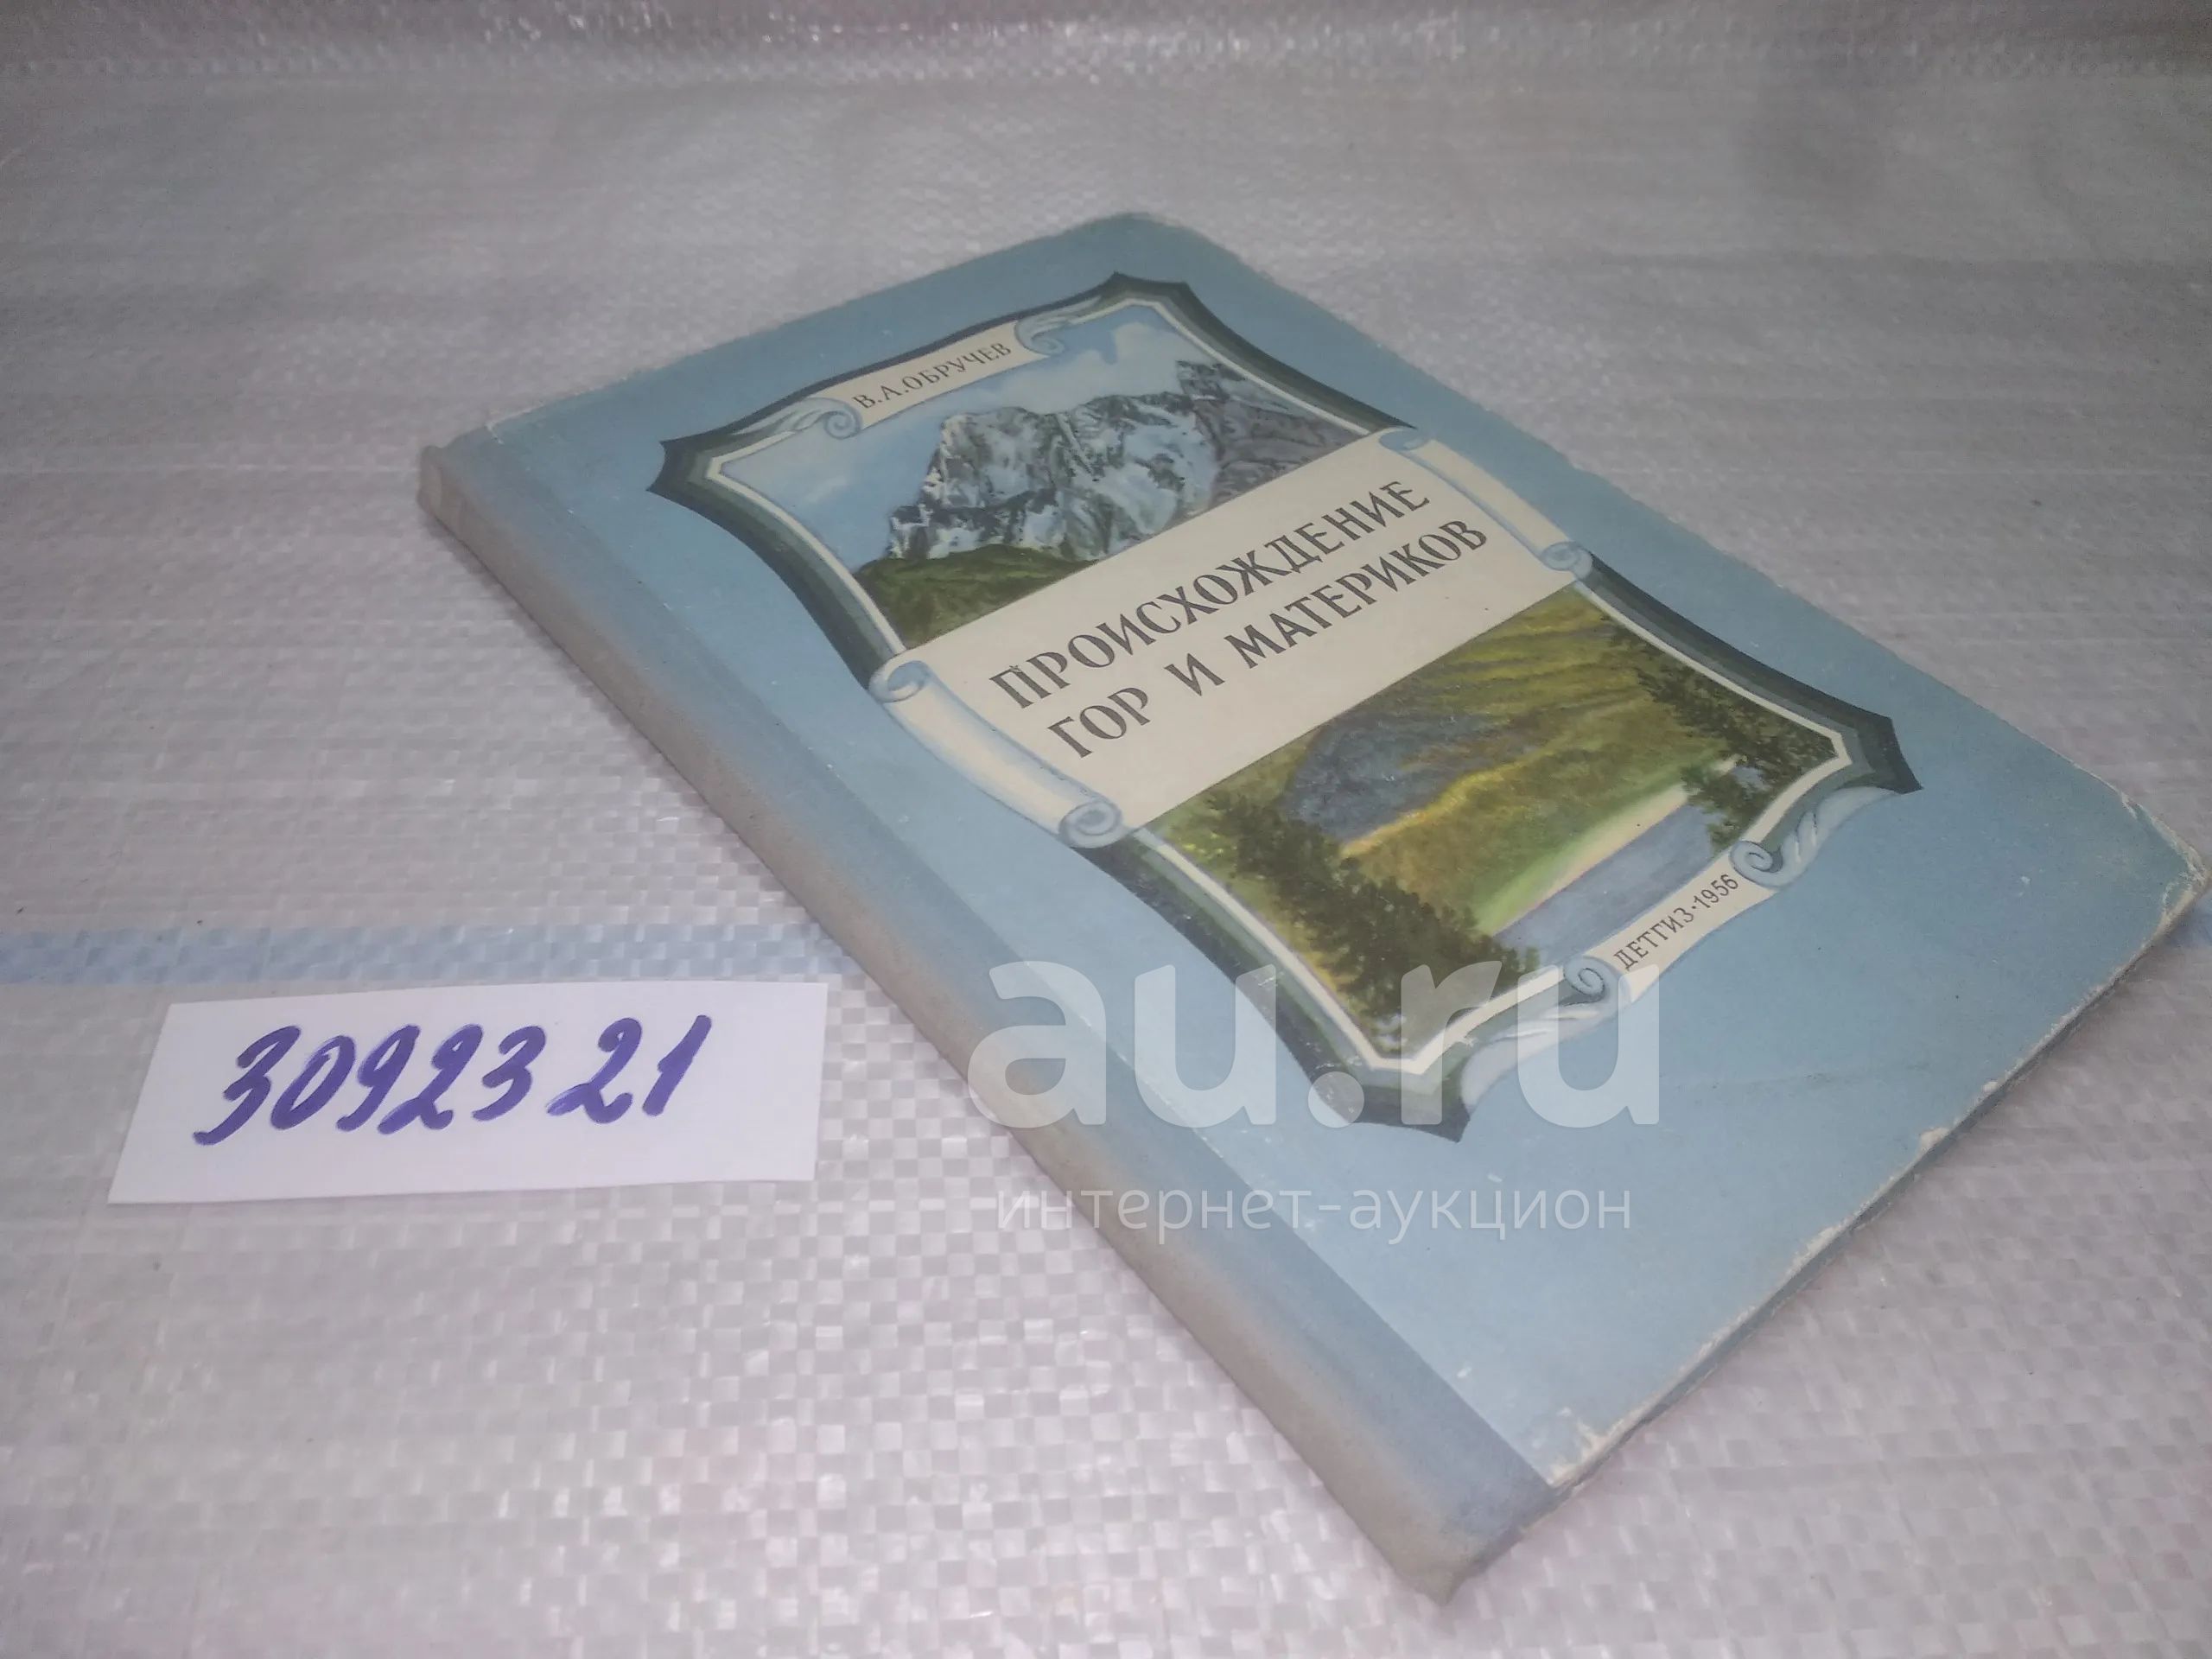 В.А.ОБРУЧЕВ
ПРОИСХОЖДЕНИЕ
ГОР И МАТЕРИКОВ
ДЕТГИЗ·1956
3092321
au.ru
интернет-аукцион